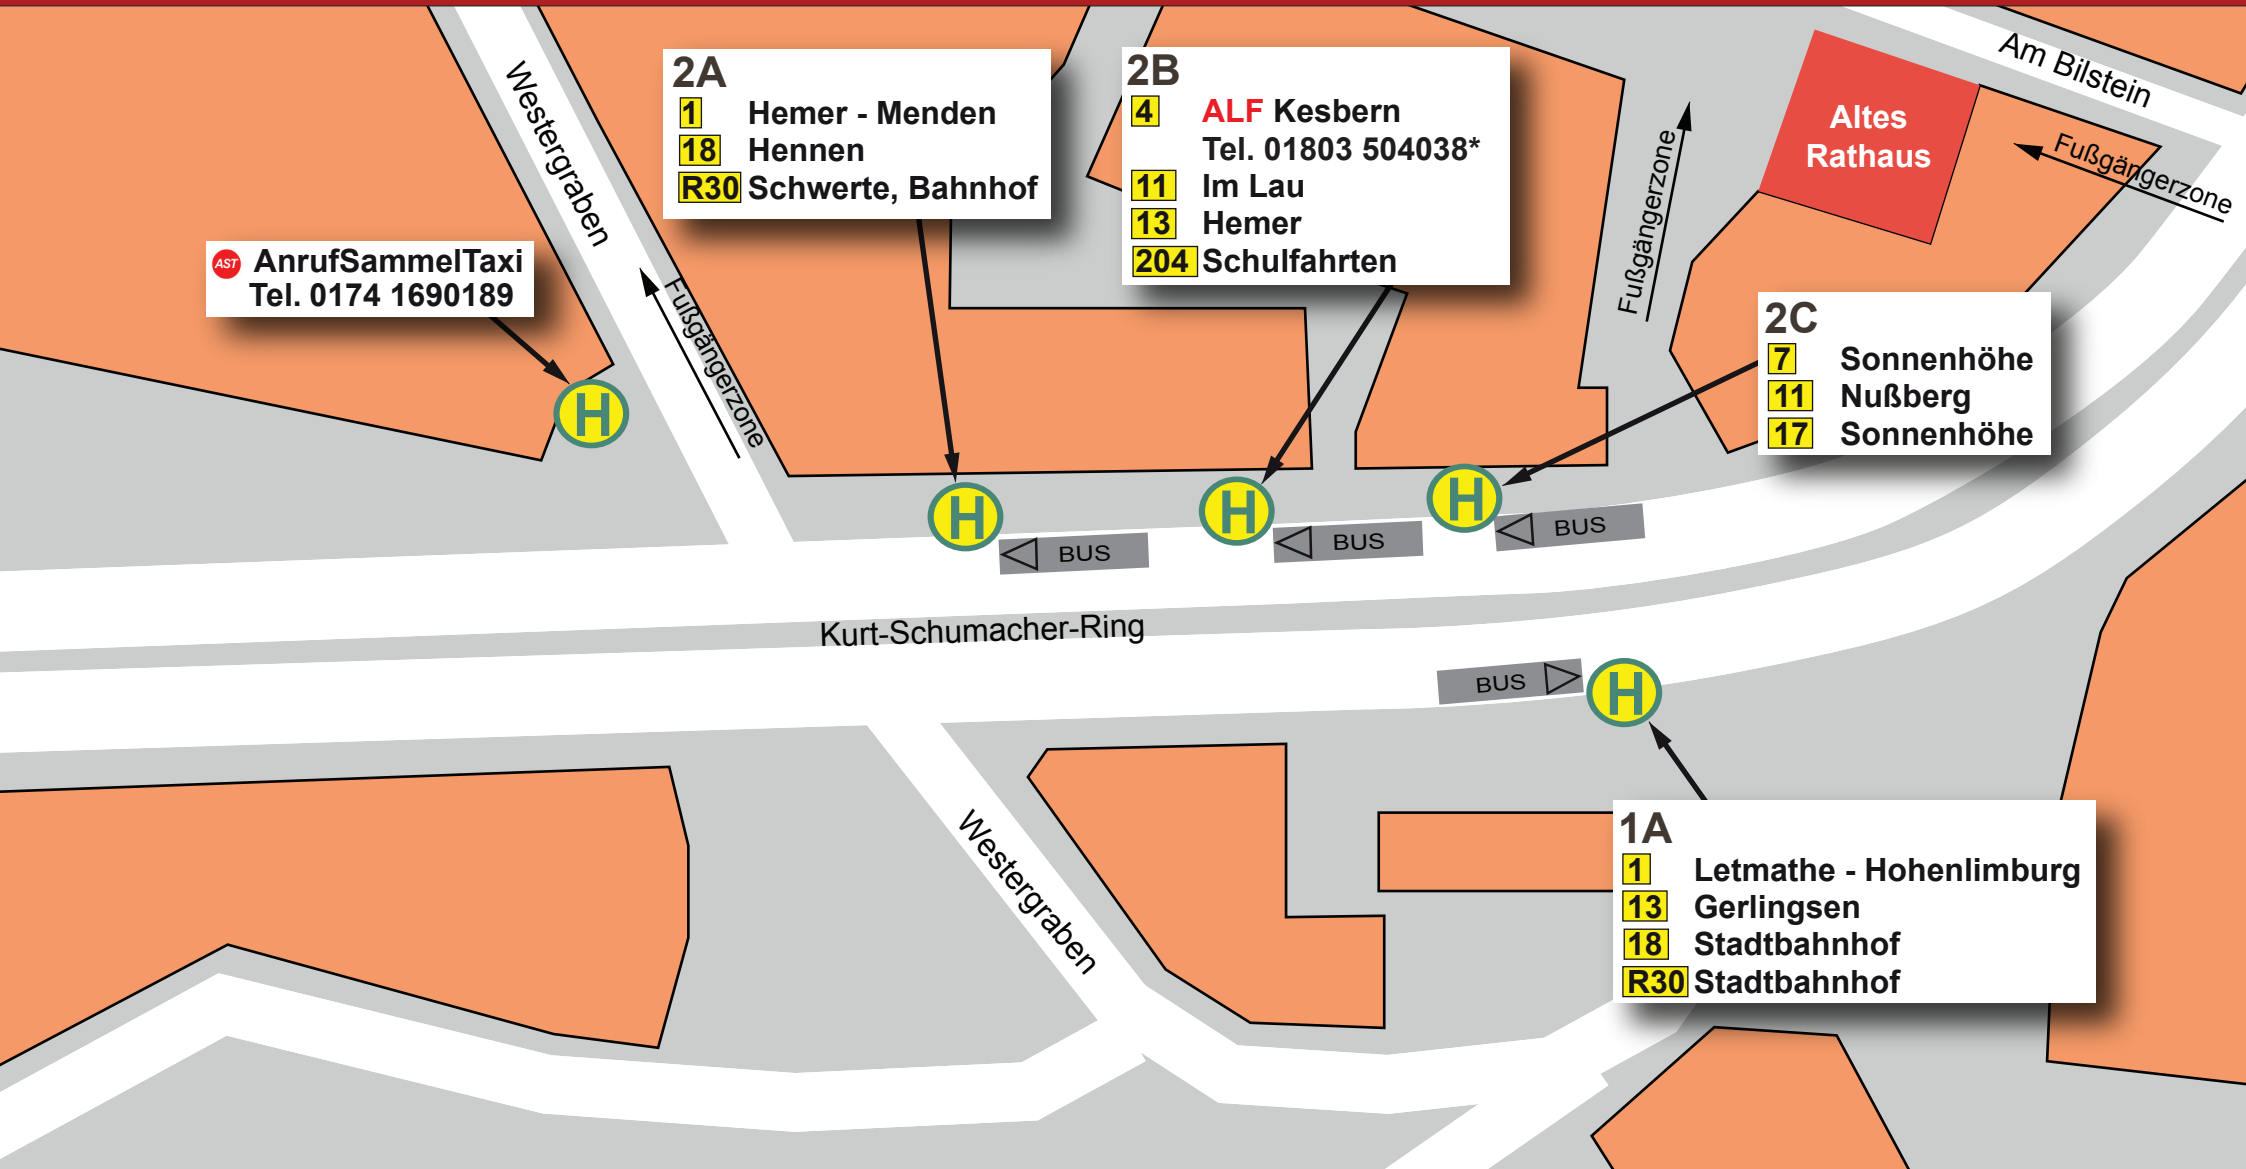 Westergraben
2A
1 Hemer - Menden
18 Hennen
R30 Schwerte, Bahnhof
2B
4 ALF Kesbern
Tel. 01803 504038*
11 Im Lau
13 Hemer
204 Schulfahrten
Fußgängerzone
Altes
Rathaus
Am Bilstein
Fußgängerzone
AST AnrufSammelTaxi
Tel. 0174 1690189
H
Fußgängerzone
2C
7 Sonnenhöhe
11 Nußberg
17 Sonnenhöhe
H
H
H
BUS
BUS
BUS
Kurt-Schumacher-Ring
BUS
H
Westergraben
1A
1 Letmathe - Hohenlimburg
13 Gerlingsen
18 Stadtbahnhof
R30 Stadtbahnhof